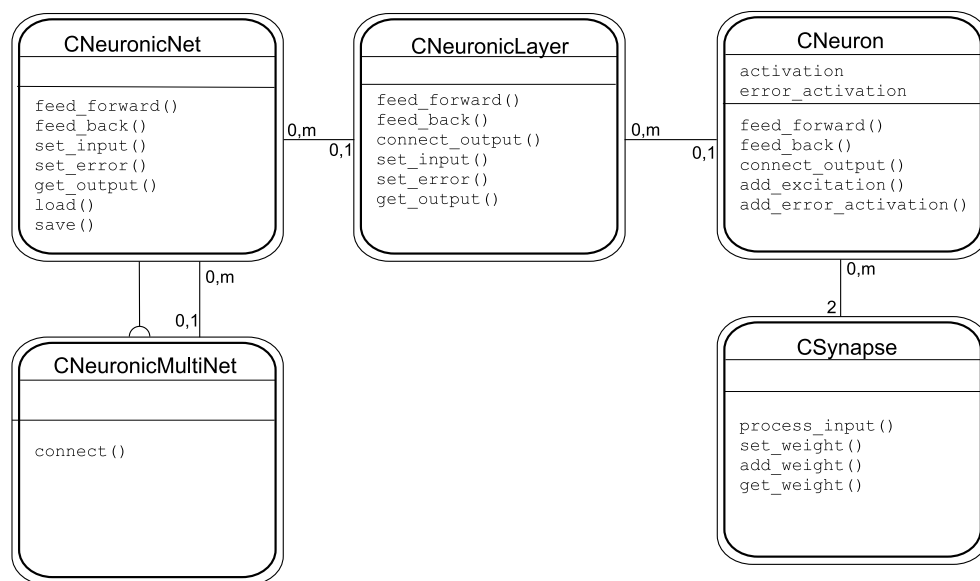 CNeuronicNet
feed_forward()
feed_back()
set_input()
set_error()
get_output()
load()
save()
0,m
0,1
CNeuronicLayer
feed_forward()
feed_back()
connect_output()
set_input()
set_error()
get_output()
0,m
0,1
CNeuron
activation
error_activation
feed_forward()
feed_back()
connect_output()
add_excitation()
add_error_activation()
0,m
0,1
CNeuronicMultiNet
connect()
0,m
2
CSynapse
process_input()
set_weight()
add_weight()
get_weight()